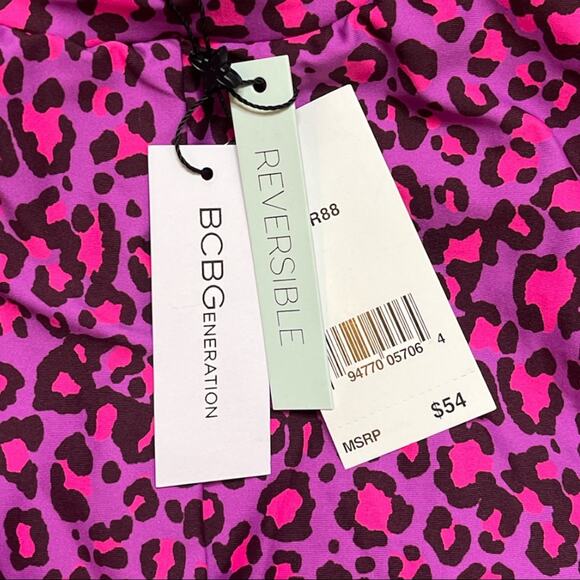 BCBGENERATION
REVERSIBLE
R88
94770 05706 4
MSRP $54